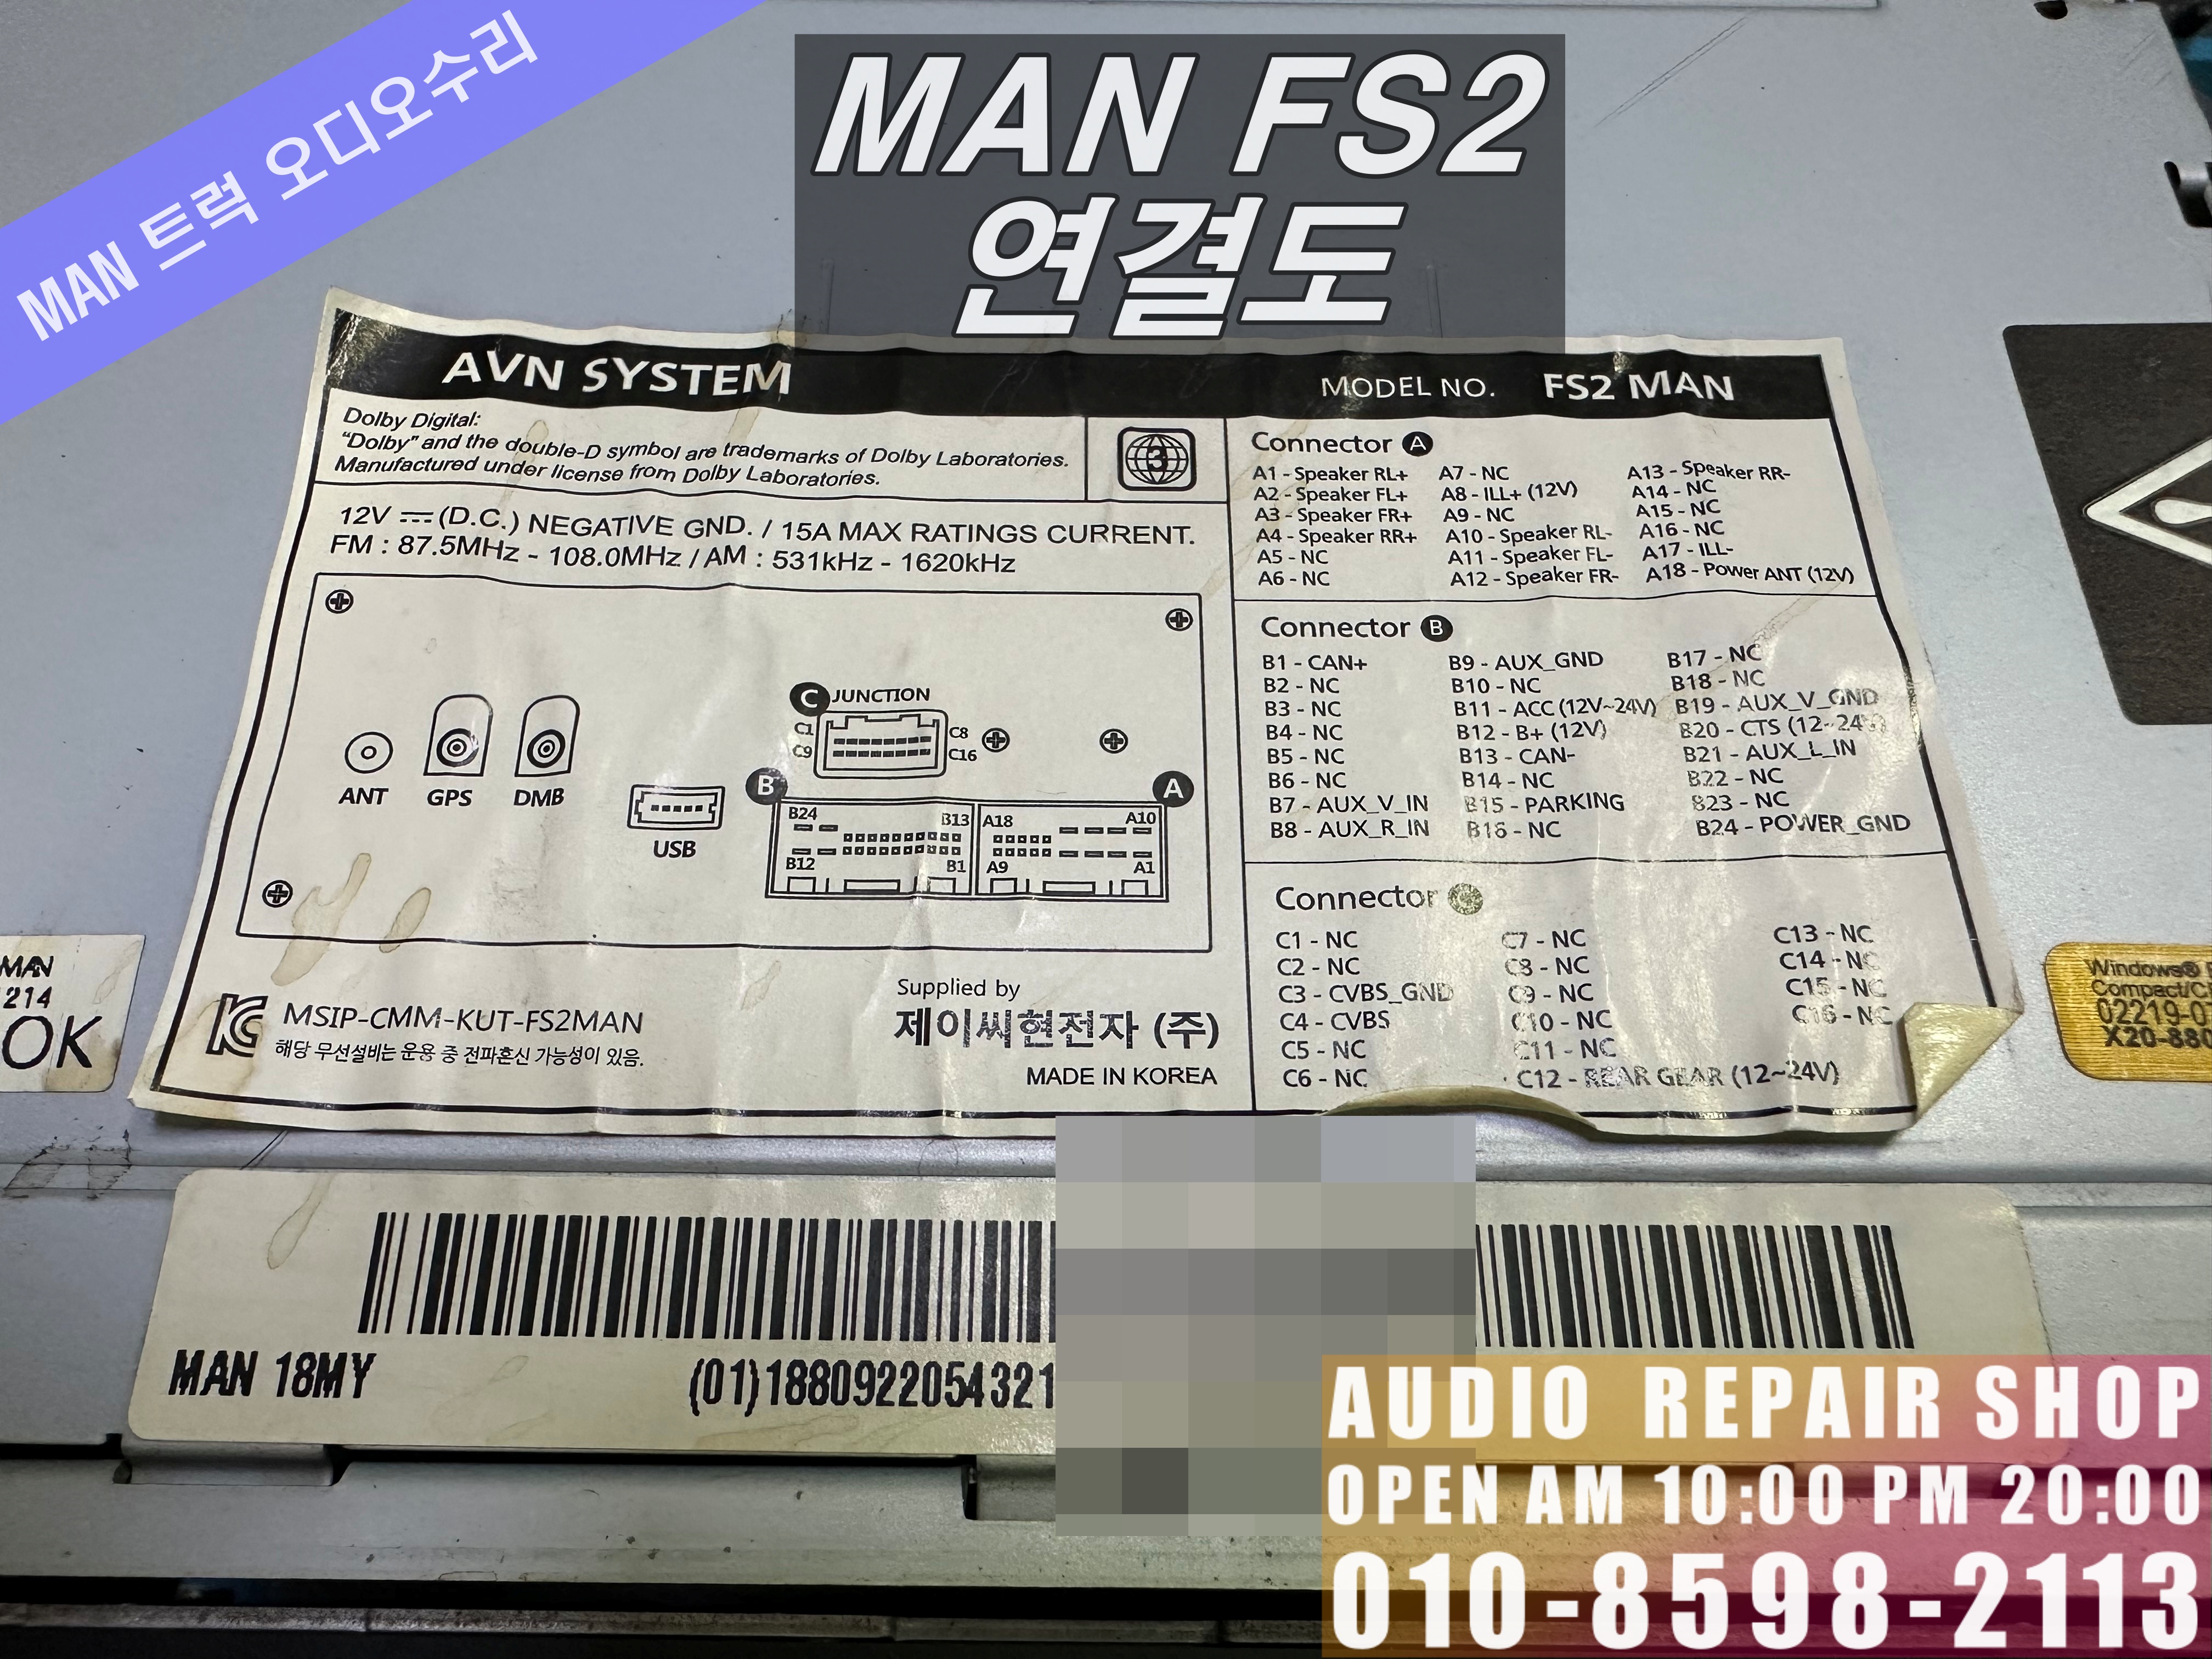 MAN 트럭 오디오수리
MAN FS2
연결도
AVN SYSTEM
MODEL NO. FS2 MAN
Dolby Digital:
"Dolby" and the double-D symbol are trademarks of Dolby Laboratories.
Manufactured under license from Dolby Laboratories.
3
12V ⎓ (D.C.) NEGATIVE GND. / 15A MAX RATINGS CURRENT.
FM : 87.5MHz - 108.0MHz / AM : 531kHz - 1620kHz
C JUNCTION
C1
C8
C9
C16
ANT
GPS
DMB
USB
B
A
B24
B13
A18
A10
B12
B1
A9
A1
MSIP-CMM-KUT-FS2MAN
해당 무선설비는 운용 중 전파혼신 가능성이 있음.
Supplied by
제이씨현전자 (주)
MADE IN KOREA
Connector A
A1 - Speaker RL+ A7 - NC A13 - Speaker RR-
A2 - Speaker FL+ A8 - ILL+ (12V) A14 - NC
A3 - Speaker FR+ A9 - NC A15 - NC
A4 - Speaker RR+ A10 - Speaker RL- A16 - NC
A5 - NC A11 - Speaker FL- A17 - ILL-
A6 - NC A12 - Speaker FR- A18 - Power ANT (12V)
Connector B
B1 - CAN+ B9 - AUX_GND B17 - NC
B2 - NC B10 - NC B18 - NC
B3 - NC B11 - ACC (12V~24V) B19 - AUX_V_GND
B4 - NC B12 - B+ (12V) B20 - CTS (12~24V)
B5 - NC B13 - CAN- B21 - AUX_L_IN
B6 - NC B14 - NC B22 - NC
B7 - AUX_V_IN B15 - PARKING B23 - NC
B8 - AUX_R_IN B16 - NC B24 - POWER_GND
Connector C
C1 - NC C7 - NC C13 - NC
C2 - NC C8 - NC C14 - NC
C3 - CVBS_GND C9 - NC C15 - NC
C4 - CVBS C10 - NC C16 - NC
C5 - NC C11 - NC
C6 - NC C12 - REAR GEAR (12~24V)
MAN
214
OK
Windows®
Compact/C
02219-0
X20-880
MAN 18MY
(01)1880922054321
AUDIO REPAIR SHOP
OPEN AM 10:00 PM 20:00
010-8598-2113